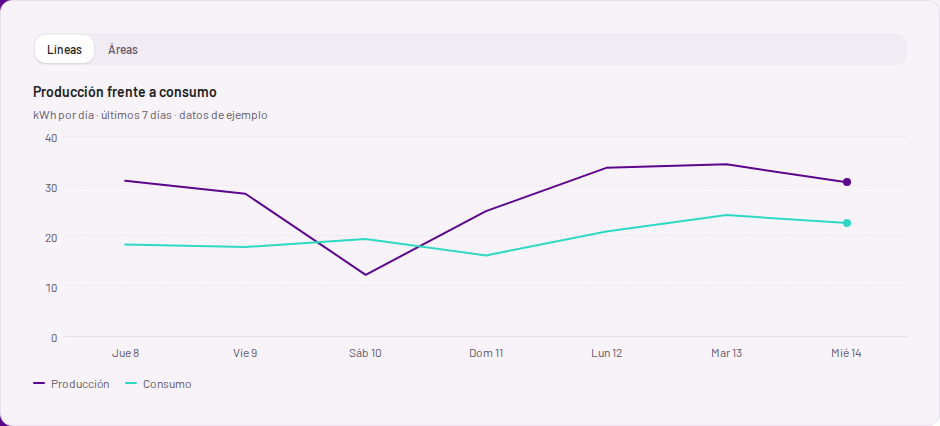 Líneas Áreas
Producción frente a consumo
kWh por día · últimos 7 días · datos de ejemplo
40
30
20
10
0
Jue 8 Vie 9 Sáb 10 Dom 11 Lun 12 Mar 13 Mié 14
Producción Consumo